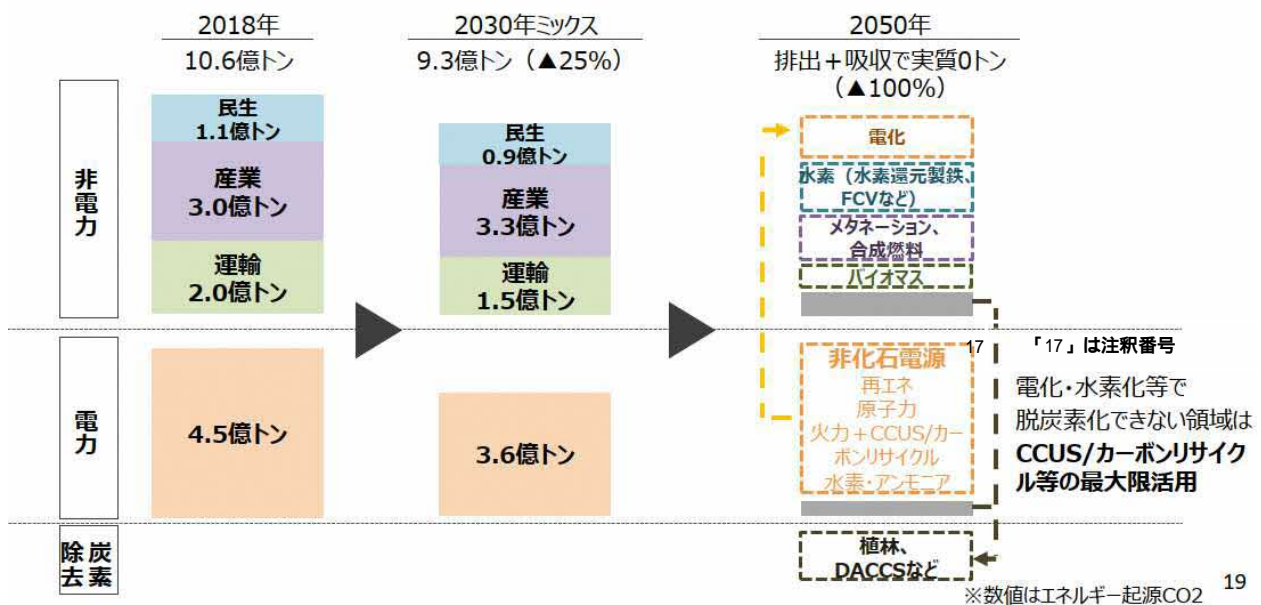 2018年
10.6億トン
2030年ミックス
9.3億トン（▲25%）
2050年
排出＋吸収で実質0トン
（▲100%）
非電力
民生
1.1億トン
産業
3.0億トン
運輸
2.0億トン
民生
0.9億トン
産業
3.3億トン
運輸
1.5億トン
電化
水素（水素還元製鉄、
FCVなど）
メタネーション、
合成燃料
バイオマス
電力
4.5億トン
3.6億トン
非化石電源
17
再エネ
原子力
火力＋CCUS/カー
ボンリサイクル
水素・アンモニア
「17」は注釈番号
電化・水素化等で
脱炭素化できない領域は
CCUS/カーボンリサイク
ル等の最大限活用
炭素
除去
植林、
DACCSなど
※数値はエネルギー起源CO2
19